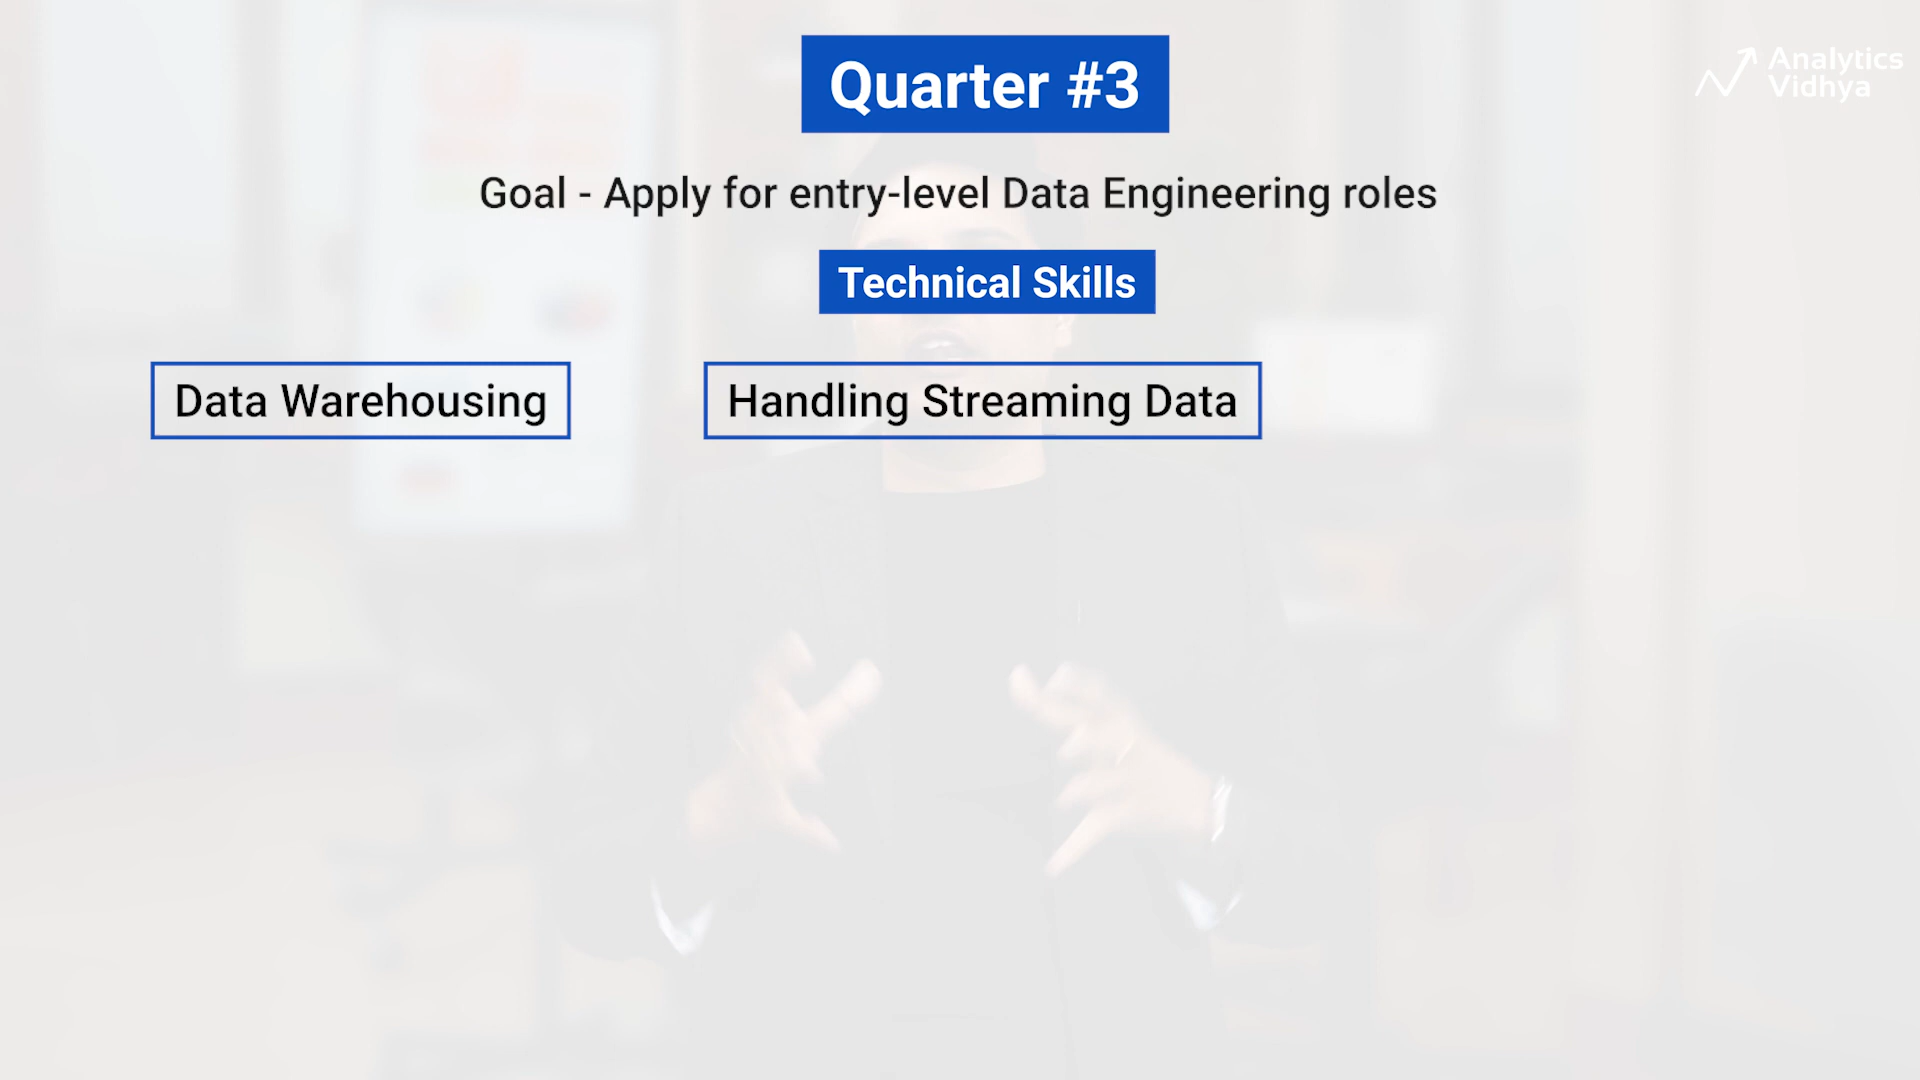 Quarter #3
Analytics
Vidhya
Goal - Apply for entry-level Data Engineering roles
Technical Skills
Data Warehousing
Handling Streaming Data